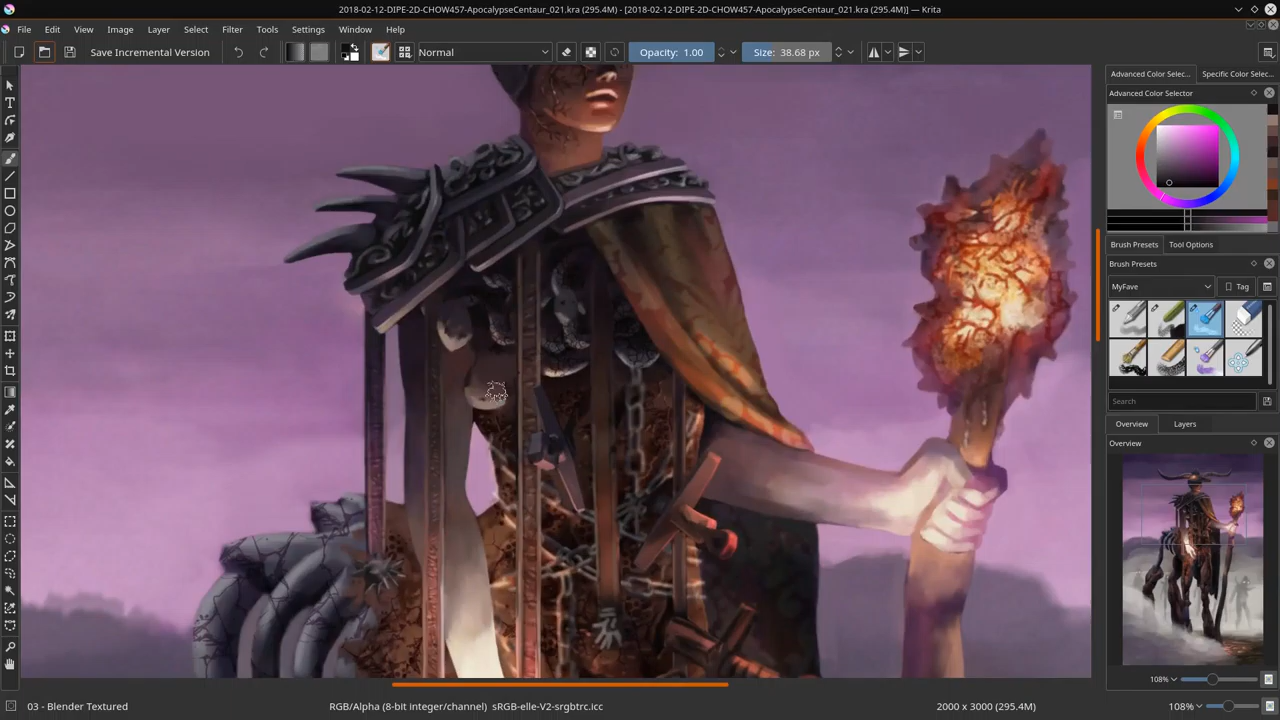 2018-02-12-DIPE-2D-CHOW457-ApocalypseCentaur_021.kra (295.4M) - [2018-02-12-DIPE-2D-CHOW457-ApocalypseCentaur_021.kra (295.4M)] — Krita
File Edit View Image Layer Select Filter Tools Settings Window Help
Save Incremental Version Normal Opacity: 1.00 Size: 38.68 px
Advanced Color Selec... Specific Color Selec...
Advanced Color Selector
Brush Presets Tool Options
Brush Presets
MyFave Tag
Search
Overview Layers
Overview
108%
03 - Blender Textured RGB/Alpha (8-bit integer/channel) sRGB-elle-V2-srgbtrc.icc 2000 x 3000 (295.4M) 108%